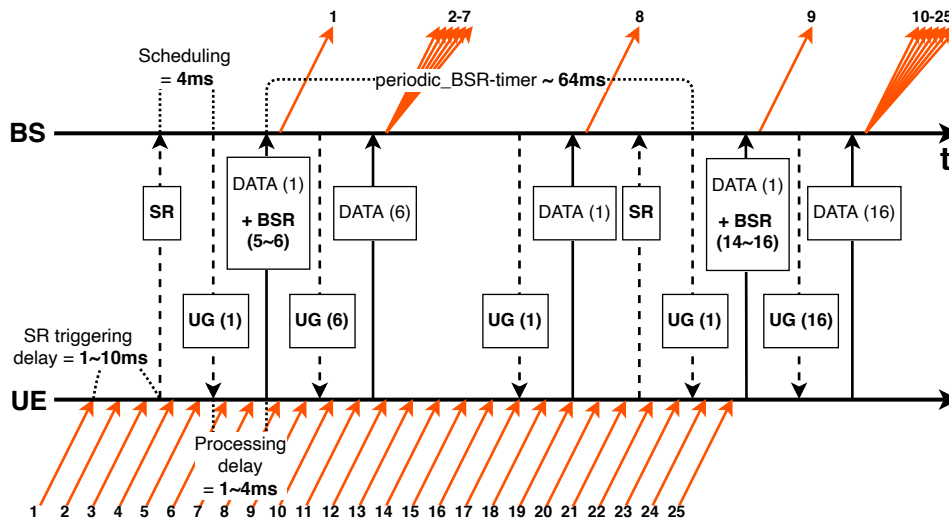 1
2-7
8
9
10-25
Scheduling
= 4ms
periodic_BSR-timer ~ 64ms
BS
t
SR
DATA (1)
+ BSR
(5~6)
DATA (6)
DATA (1)
SR
DATA (1)
+ BSR
(14~16)
DATA (16)
UG (1)
UG (6)
UG (1)
UG (1)
UG (16)
SR triggering
delay = 1~10ms
UE
Processing
delay
= 1~4ms
1 2 3 4 5 6 7 8 9 10 11 12 13 14 15 16 17 18 19 20 21 22 23 24 25